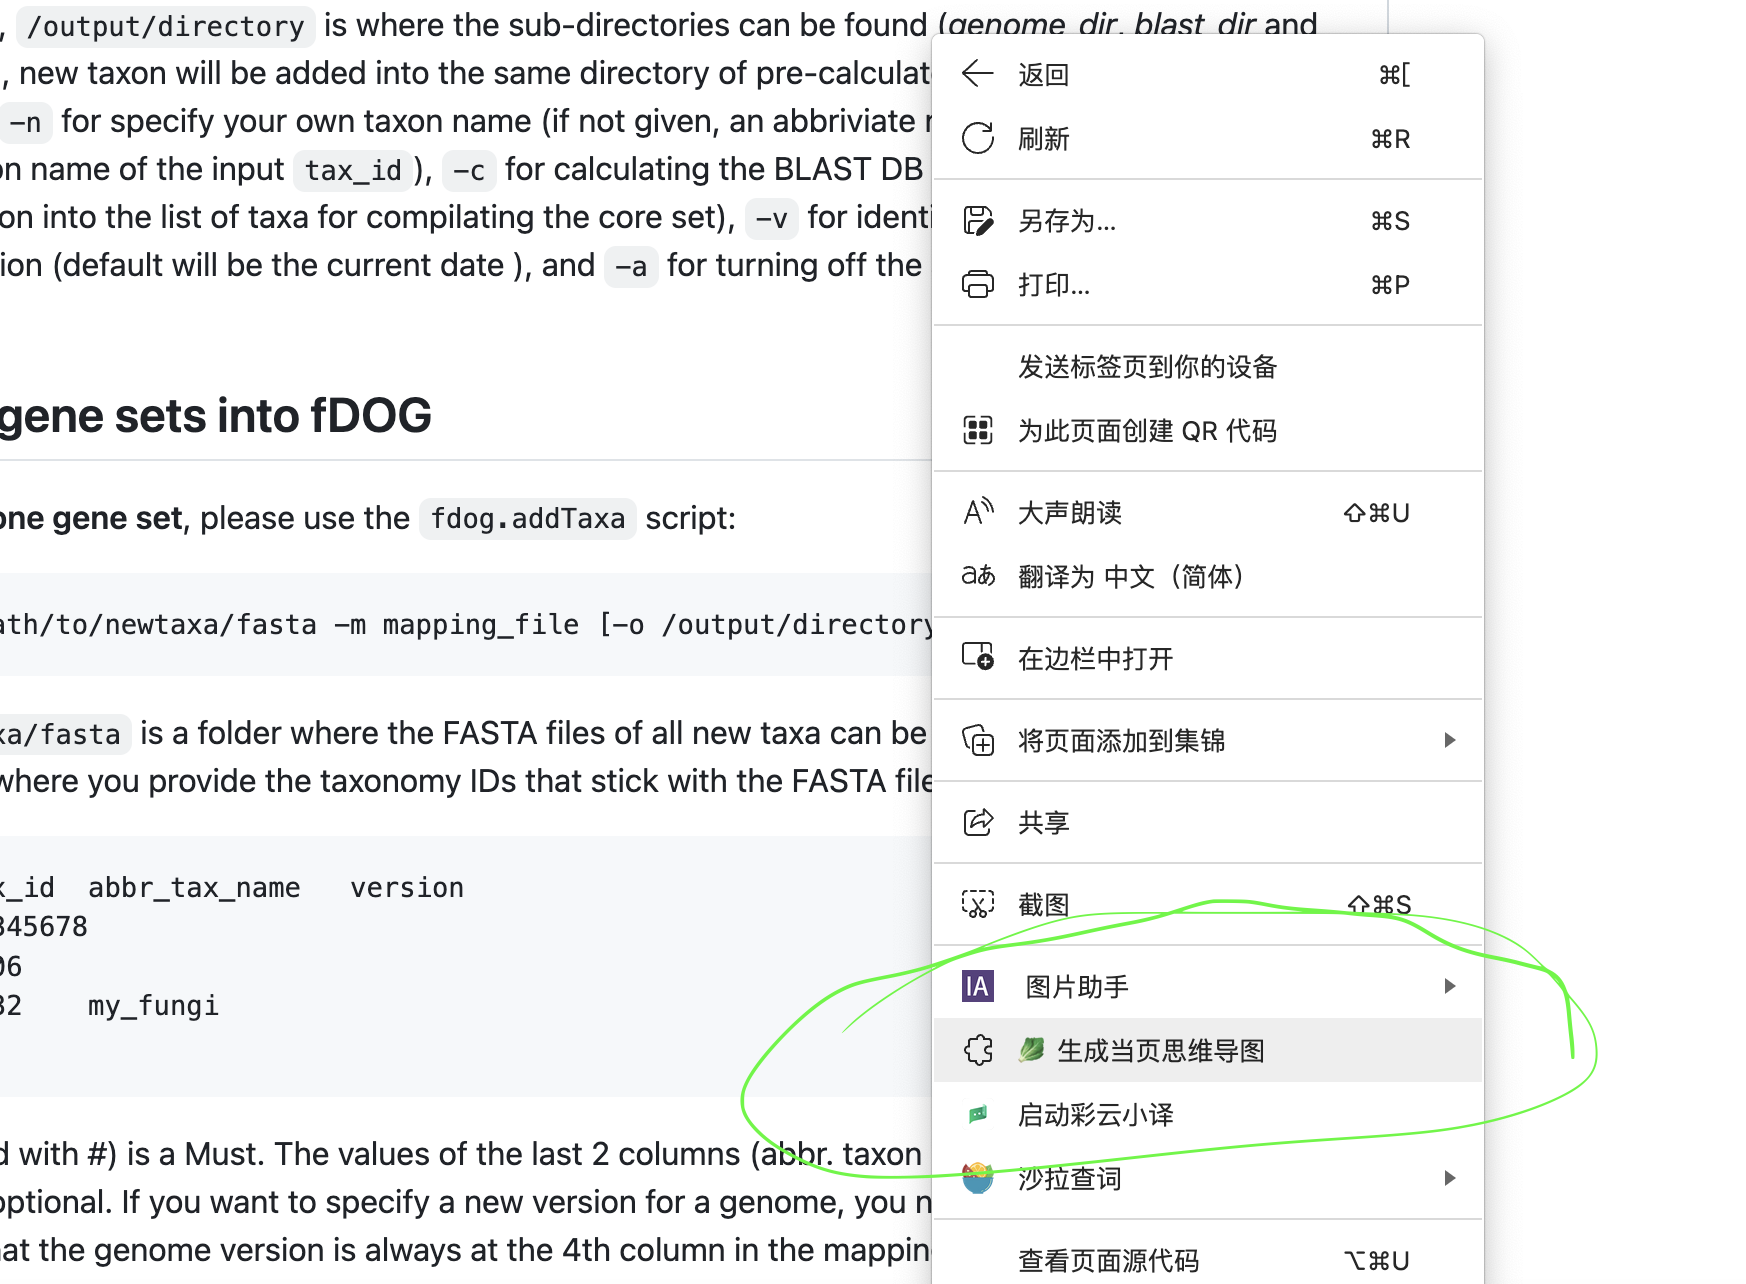 , /output/directory is where the sub-directories can be found (genome_dir, blast_dir and
, new taxon will be added into the same directory of pre-calculat
-n for specify your own taxon name (if not given, an abbriviate
on name of the input tax_id), -c for calculating the BLAST DB
on into the list of taxa for compilating the core set), -v for identi
ion (default will be the current date ), and -a for turning off the
gene sets into fDOG
one gene set, please use the fdog.addTaxa script:
ath/to/newtaxa/fasta -m mapping_file [-o /output/directory
xa/fasta is a folder where the FASTA files of all new taxa can be
where you provide the taxonomy IDs that stick with the FASTA file
x_id abbr_tax_name version
345678
06
32 my_fungi
d with #) is a Must. The values of the last 2 columns (abbr. taxon
optional. If you want to specify a new version for a genome, you n
at the genome version is always at the 4th column in the mappin
返回 ⌘[
刷新 ⌘R
另存为... ⌘S
打印... ⌘P
发送标签页到你的设备
为此页面创建 QR 代码
大声朗读 ⇧⌘U
翻译为 中文（简体）
在边栏中打开
将页面添加到集锦
共享
截图 ⇧⌘S
IA 图片助手
生成当页思维导图
启动彩云小译
沙拉查词
查看页面源代码 ⌥⌘U